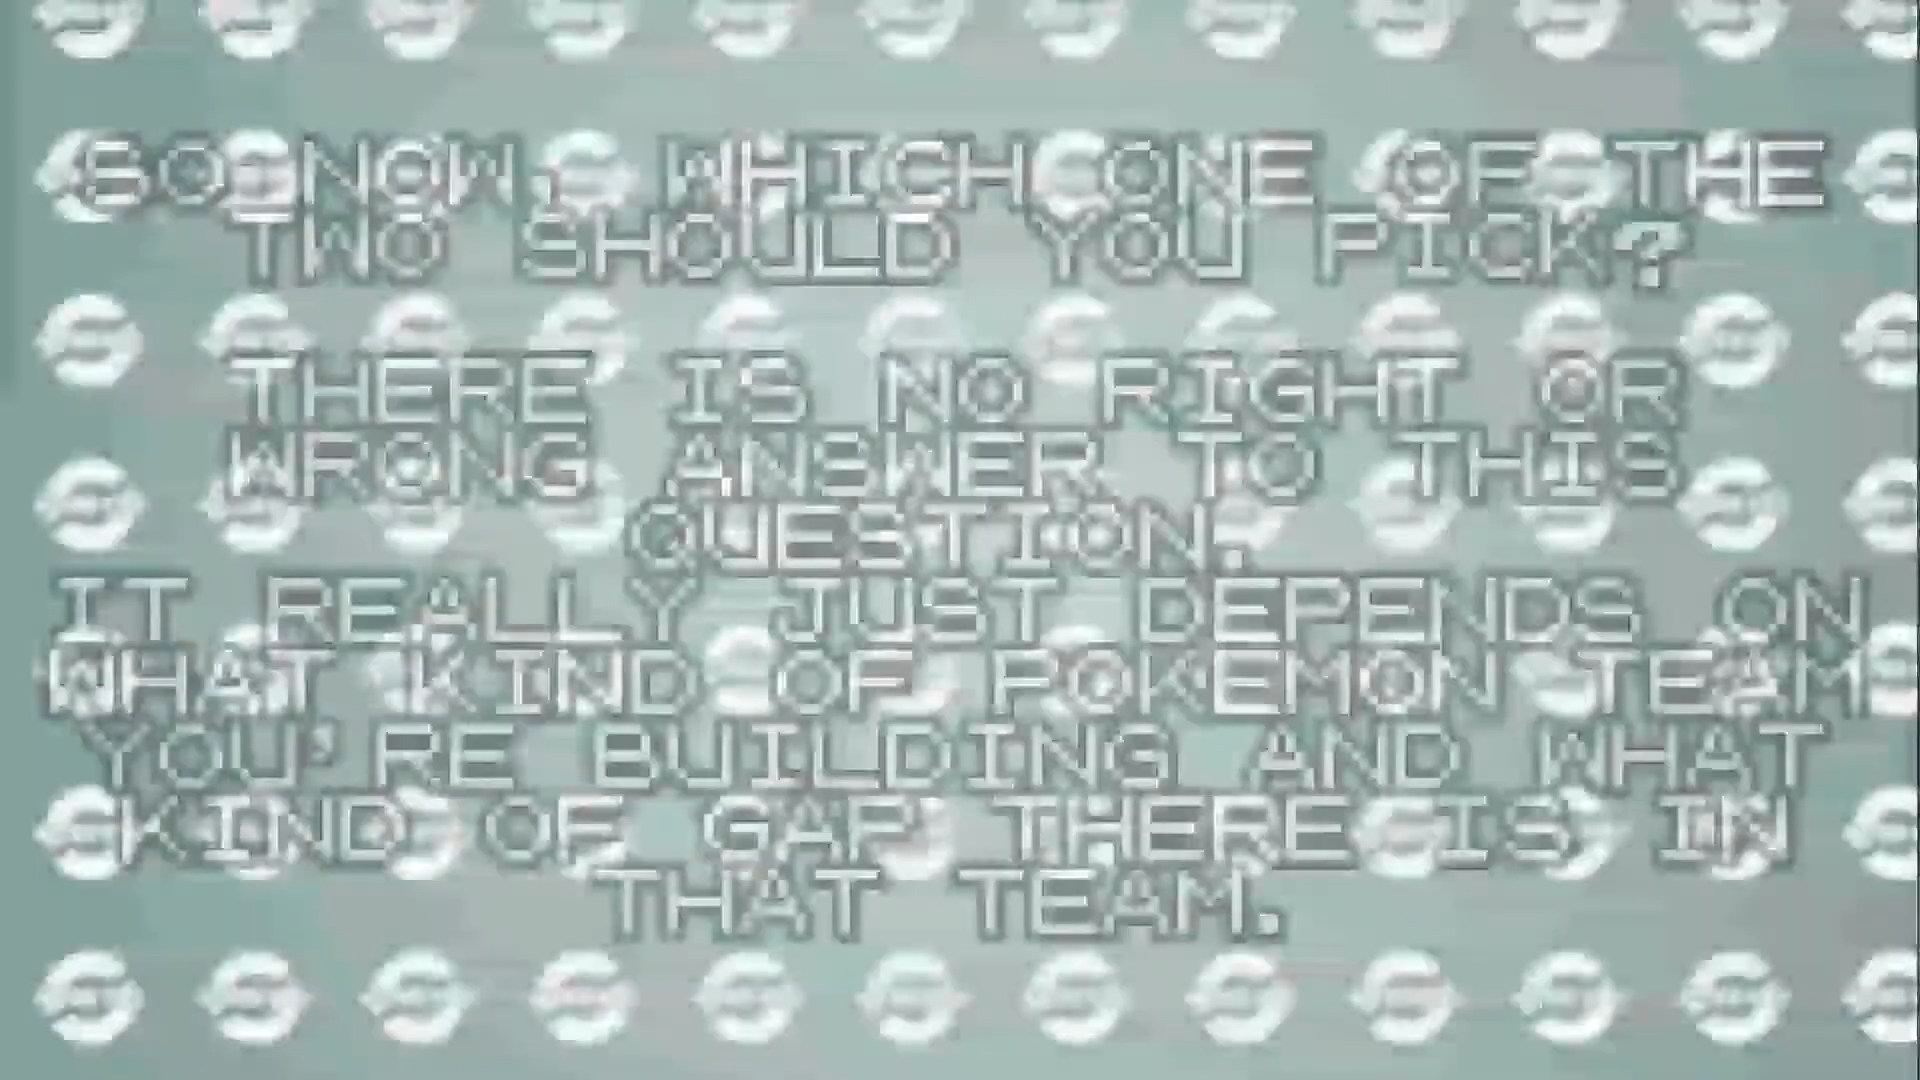 SO NOW, WHICH ONE OF THE
TWO SHOULD YOU PICK?
THERE IS NO RIGHT OR
WRONG ANSWER TO THIS
QUESTION.
IT REALLY JUST DEPENDS ON
WHAT KIND OF POKEMON TEAM
YOU'RE BUILDING AND WHAT
KIND OF GAP THERE IS IN
THAT TEAM.